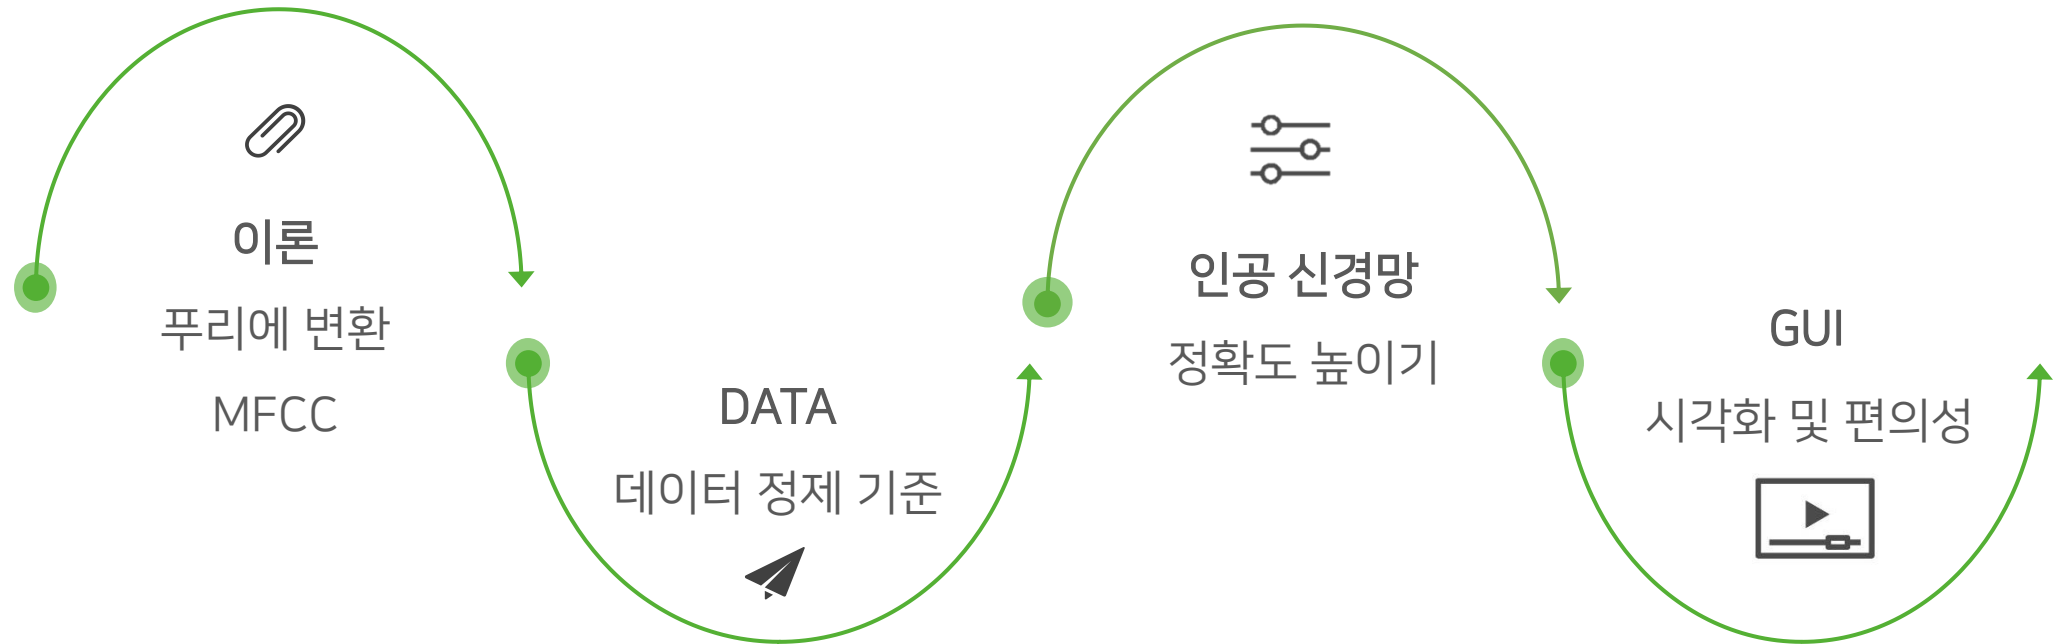 이론
푸리에 변환
MFCC
DATA
데이터 정제 기준
인공 신경망
정확도 높이기
GUI
시각화 및 편의성